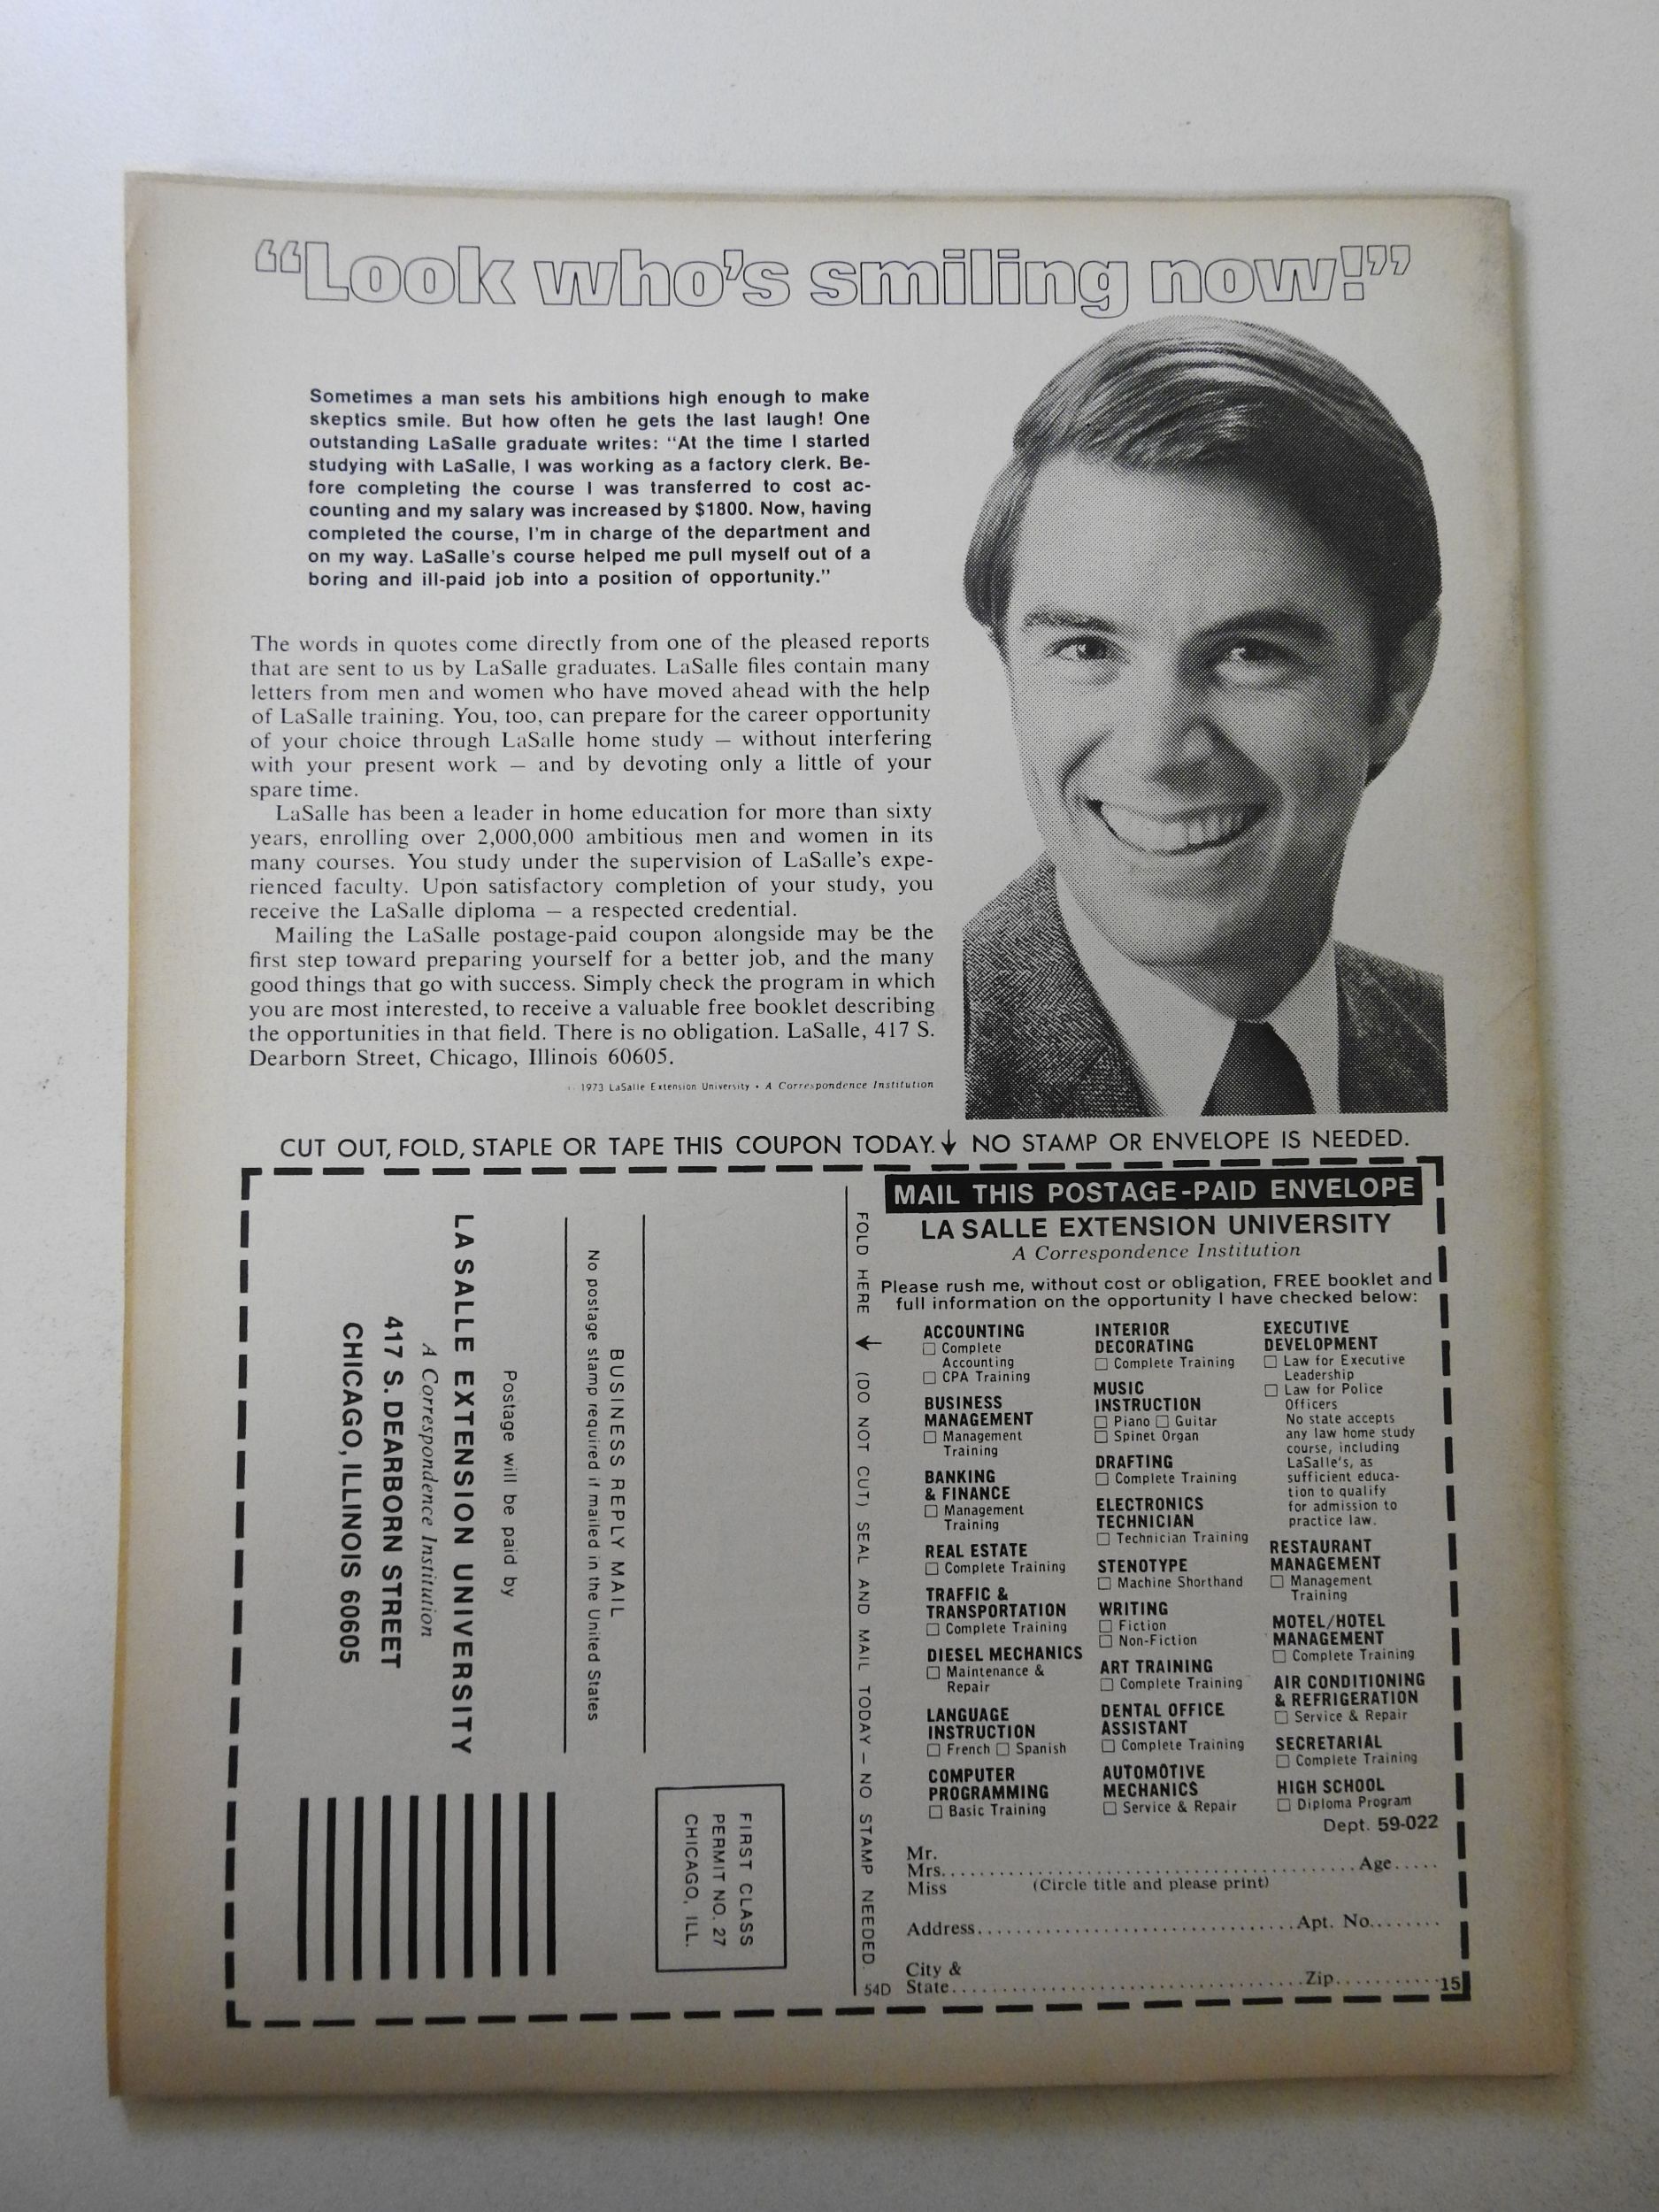 “Look who’s smiling now!”
Sometimes a man sets his ambitions high enough to make
skeptics smile. But how often he gets the last laugh! One
outstanding LaSalle graduate writes: “At the time I started
studying with LaSalle, I was working as a factory clerk. Be-
fore completing the course I was transferred to cost ac-
counting and my salary was increased by $1800. Now, having
completed the course, I’m in charge of the department and
on my way. LaSalle’s course helped me pull myself out of a
boring and ill-paid job into a position of opportunity.”
The words in quotes come directly from one of the pleased reports
that are sent to us by LaSalle graduates. LaSalle files contain many
letters from men and women who have moved ahead with the help
of LaSalle training. You, too, can prepare for the career opportunity
of your choice through LaSalle home study — without interfering
with your present work — and by devoting only a little of your
spare time.
LaSalle has been a leader in home education for more than sixty
years, enrolling over 2,000,000 ambitious men and women in its
many courses. You study under the supervision of LaSalle’s expe-
rienced faculty. Upon satisfactory completion of your study, you
receive the LaSalle diploma — a respected credential.
Mailing the LaSalle postage-paid coupon alongside may be the
first step toward preparing yourself for a better job, and the many
good things that go with success. Simply check the program in which
you are most interested, to receive a valuable free booklet describing
the opportunities in that field. There is no obligation. LaSalle, 417 S.
Dearborn Street, Chicago, Illinois 60605.
1973 LaSalle Extension University • A Correspondence Institution
CUT OUT, FOLD, STAPLE OR TAPE THIS COUPON TODAY.↓ NO STAMP OR ENVELOPE IS NEEDED.
FIRST CLASS
PERMIT NO. 27
CHICAGO, ILL.
BUSINESS REPLY MAIL
No postage stamp required if mailed in the United States
Postage will be paid by
LA SALLE EXTENSION UNIVERSITY
A Correspondence Institution
417 S. DEARBORN STREET
CHICAGO, ILLINOIS 60605
FOLD HERE ↓ (DO NOT CUT) SEAL AND MAIL TODAY — NO STAMP NEEDED.
MAIL THIS POSTAGE-PAID ENVELOPE
LA SALLE EXTENSION UNIVERSITY
A Correspondence Institution
Please rush me, without cost or obligation, FREE booklet and
full information on the opportunity I have checked below:
ACCOUNTING
☐ Complete
Accounting
☐ CPA Training
BUSINESS
MANAGEMENT
☐ Management
Training
BANKING
& FINANCE
☐ Management
Training
REAL ESTATE
☐ Complete Training
TRAFFIC &
TRANSPORTATION
☐ Complete Training
DIESEL MECHANICS
☐ Maintenance &
Repair
LANGUAGE
INSTRUCTION
☐ French ☐ Spanish
COMPUTER
PROGRAMMING
☐ Basic Training
INTERIOR
DECORATING
☐ Complete Training
MUSIC
INSTRUCTION
☐ Piano ☐ Guitar
☐ Spinet Organ
DRAFTING
☐ Complete Training
ELECTRONICS
TECHNICIAN
☐ Technician Training
STENOTYPE
☐ Machine Shorthand
WRITING
☐ Fiction
☐ Non-Fiction
ART TRAINING
☐ Complete Training
DENTAL OFFICE
ASSISTANT
☐ Complete Training
AUTOMOTIVE
MECHANICS
☐ Service & Repair
EXECUTIVE
DEVELOPMENT
☐ Law for Executive
Leadership
☐ Law for Police
Officers
No state accepts
any law home study
course, including
LaSalle’s, as
sufficient educa-
tion to qualify
for admission to
practice law.
RESTAURANT
MANAGEMENT
☐ Management
Training
MOTEL/HOTEL
MANAGEMENT
☐ Complete Training
AIR CONDITIONING
& REFRIGERATION
☐ Service & Repair
SECRETARIAL
☐ Complete Training
HIGH SCHOOL
☐ Diploma Program
Dept. 59-022
Mr.
Mrs. ........ Age .....
Miss (Circle title and please print)
Address ........ Apt. No. .......
City &
54D State ........ Zip ........ 15